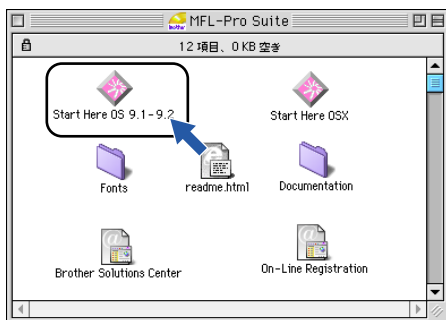 MFL-Pro Suite
12 項目、0 KB 空き
Start Here OS 9.1-9.2
Start Here OSX
Fonts
readme.html
Documentation
Brother Solutions Center
On-Line Registration